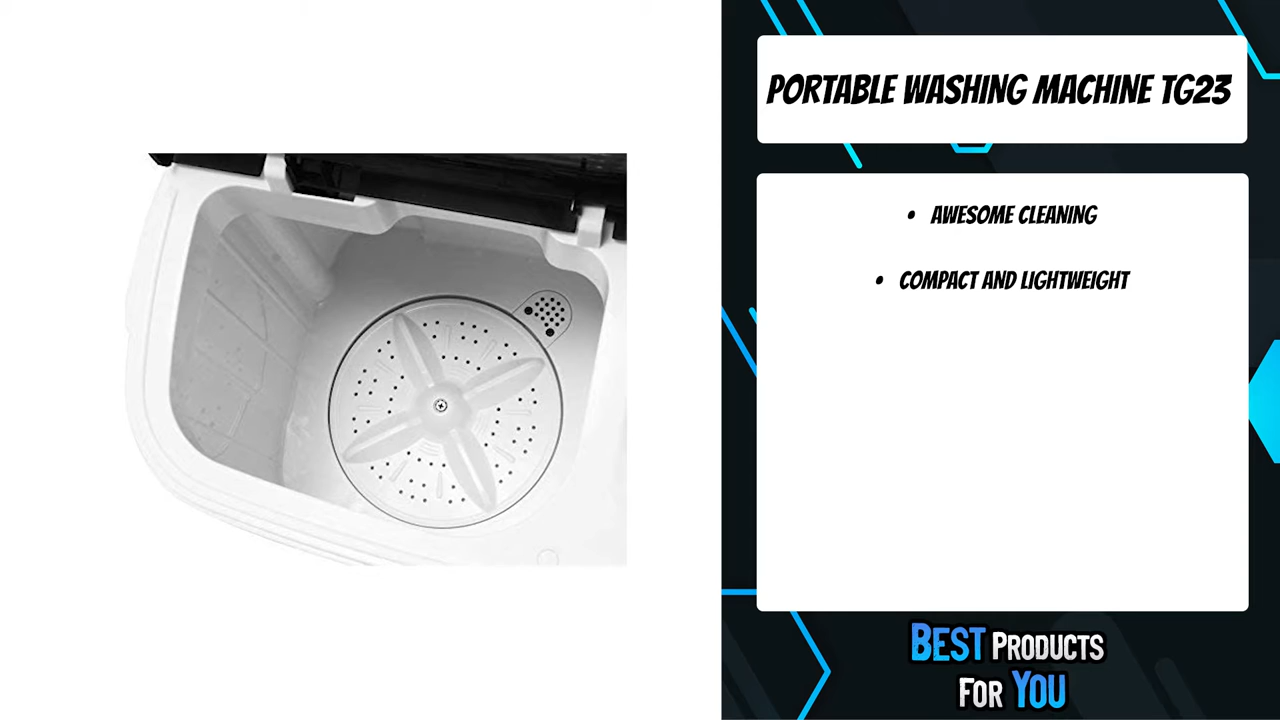 PORTABLE WASHING MACHINE TG23
• AWESOME CLEANING
• COMPACT AND LIGHTWEIGHT
BEST PRODUCTS
FOR YOU